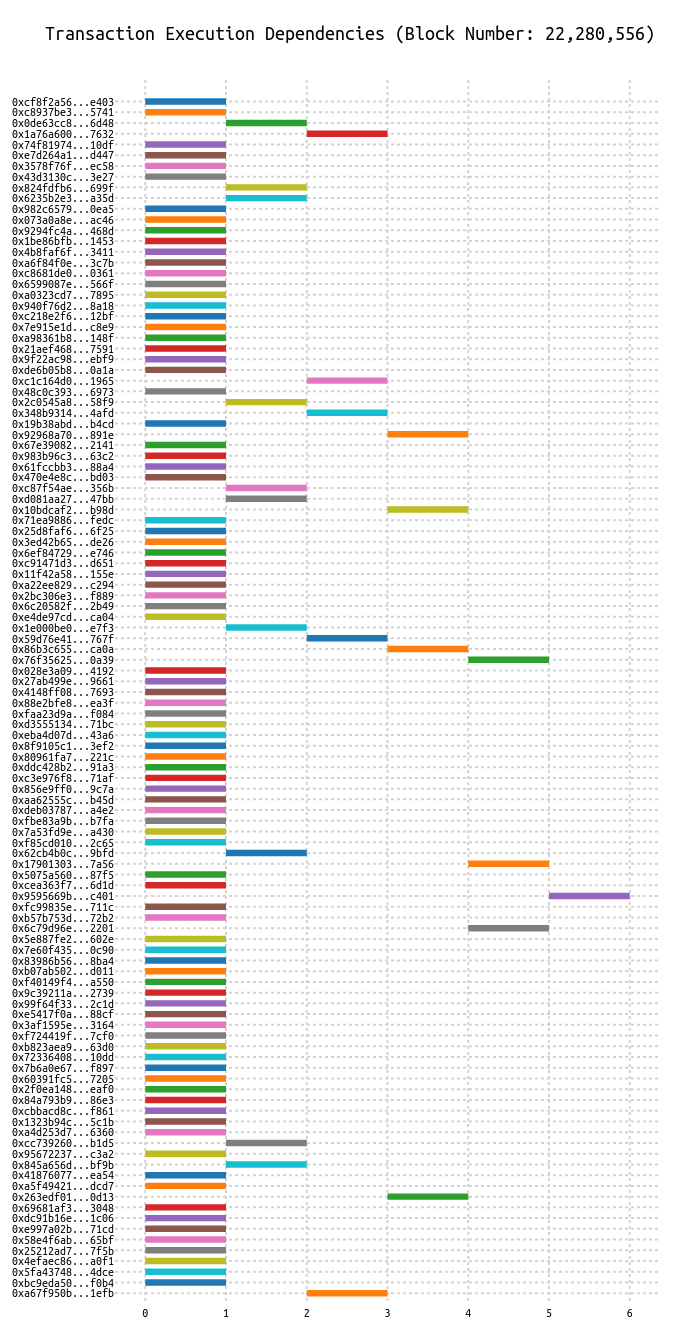 Transaction Execution Dependencies (Block Number: 22,280,556)
0xcf8f2a56...e403
0xc8937be3...5741
0x0de63cc8...6d48
0x1a76a600...7632
0x74f81974...10df
0xe7d264a1...d447
0x3578f76f...ec58
0x43d3130c...3e27
0x824fdfb6...699f
0x6235b2e3...a35d
0x982c6579...0ea5
0x073a0a8e...ac46
0x9294fc4a...468d
0x1be86bfb...1453
0x4b8faf6f...3411
0xa6f84f0e...3c7b
0xc8681de0...0361
0x6599087e...566f
0xa0323cd7...7895
0x940f76d2...8a18
0xc218e2f6...12bf
0x7e915e1d...c8e9
0xa98361b8...148f
0x21aef468...7591
0x9f22ac98...ebf9
0xde6b05b8...0a1a
0xc1c164d0...1965
0x48c0c393...6973
0x2c0545a8...58f9
0x348b9314...4afd
0x19b38abd...b4cd
0x92968a70...891e
0x67e39082...2141
0x983b96c3...63c2
0x61fccbb3...88a4
0x470e4e8c...bd03
0xc87f54ae...356b
0xd081aa27...47bb
0x10bdcaf2...b98d
0x71ea9886...fedc
0x25d8faf6...6f25
0x3ed42b65...de26
0x6ef84729...e746
0xc91471d3...d651
0x11f42a58...155e
0xa22ee829...c294
0x2bc306e3...f889
0x6c20582f...2b49
0xe4de97cd...ca04
0x1e000be0...e7f3
0x59d76e41...767f
0x86b3c655...ca0a
0x76f35625...0a39
0x028e3a09...4192
0x27ab499e...9661
0x4148ff08...7693
0x88e2bfe8...ea3f
0xfaa23d9a...f084
0xd3555134...71bc
0xeba4d07d...43a6
0x8f9105c1...3ef2
0x80961fa7...221c
0xddc428b2...91a3
0xc3e976f8...71af
0x856e9ff0...9c7a
0xaa62555c...b45d
0xdeb03787...a4e2
0xfbe83a9b...b7fa
0x7a53fd9e...a430
0xf85cd010...2c65
0x62cb4b0c...9bfd
0x17901303...7a56
0x5075a560...87f5
0xcea363f7...6d1d
0x9595669b...c401
0xfc99835e...711c
0xb57b753d...72b2
0x6c79d96e...2201
0x5e887fe2...602e
0x7e60f435...0c90
0x83986b56...8ba4
0xb07ab502...d011
0xf40149f4...a550
0x9c39211a...2739
0x99f64f33...2c1d
0xe5417f0a...88cf
0x3af1595e...3164
0xf724419f...7cf0
0xb823aea9...63d0
0x72336408...10dd
0x7b6a0e67...f897
0x60391fc5...7205
0x2f0ea148...eaf0
0x84a793b9...86e3
0xcbbacd8c...f861
0x1323b94c...5c1b
0xa4d253d7...6360
0xcc739260...b1d5
0x95672237...c3a2
0x845a656d...bf9b
0x41876077...ea54
0xa5f49421...dcd7
0x263edf01...0d13
0x69681af3...3048
0xdc91b16e...1c06
0xe997a02b...71cd
0x58e4f6ab...65bf
0x25212ad7...7f5b
0x4efaec86...a0f1
0x5fa43748...4dce
0xbc9eda50...f0b4
0xa67f950b...1efb
0 1 2 3 4 5 6